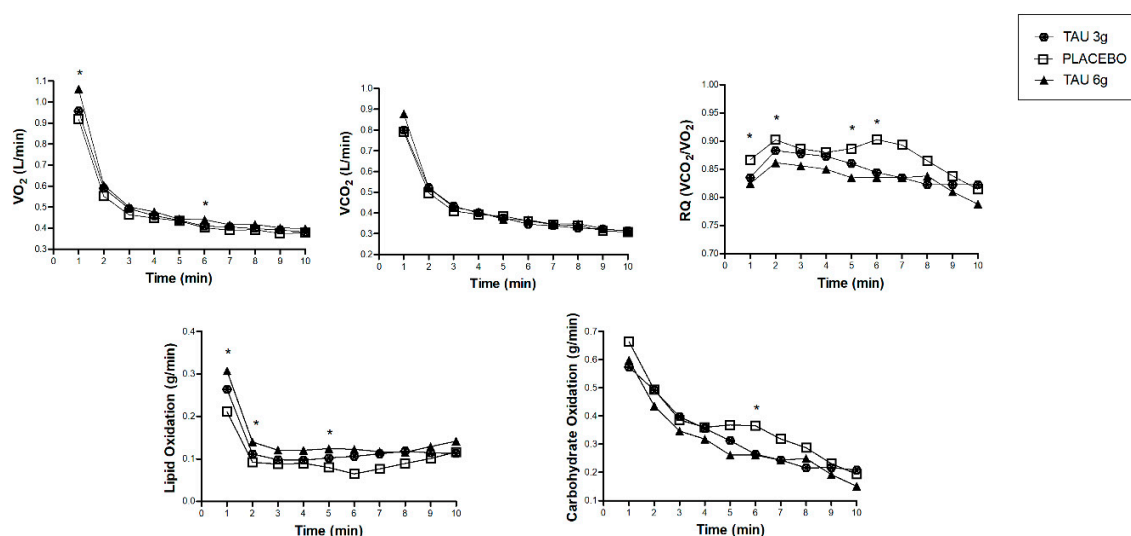 TAU 3g
PLACEBO
TAU 6g
1.1
1.0
0.9
0.8
0.7
0.6
0.5
0.4
0.3
VO2 (L/min)
*
*
0 1 2 3 4 5 6 7 8 9 10
Time (min)
1.0
0.9
0.8
0.7
0.6
0.5
0.4
0.3
0.2
VCO2 (L/min)
0 1 2 3 4 5 6 7 8 9 10
Time (min)
1.00
0.95
0.90
0.85
0.80
0.75
0.70
RQ (VCO2/VO2)
* * * *
0 1 2 3 4 5 6 7 8 9 10
Time (min)
0.4
0.3
0.2
0.1
0.0
Lipid Oxidation (g/min)
* * *
0 1 2 3 4 5 6 7 8 9 10
Time (min)
0.7
0.6
0.5
0.4
0.3
0.2
0.1
Carbohydrate Oxidation (g/min)
*
0 1 2 3 4 5 6 7 8 9 10
Time (min)